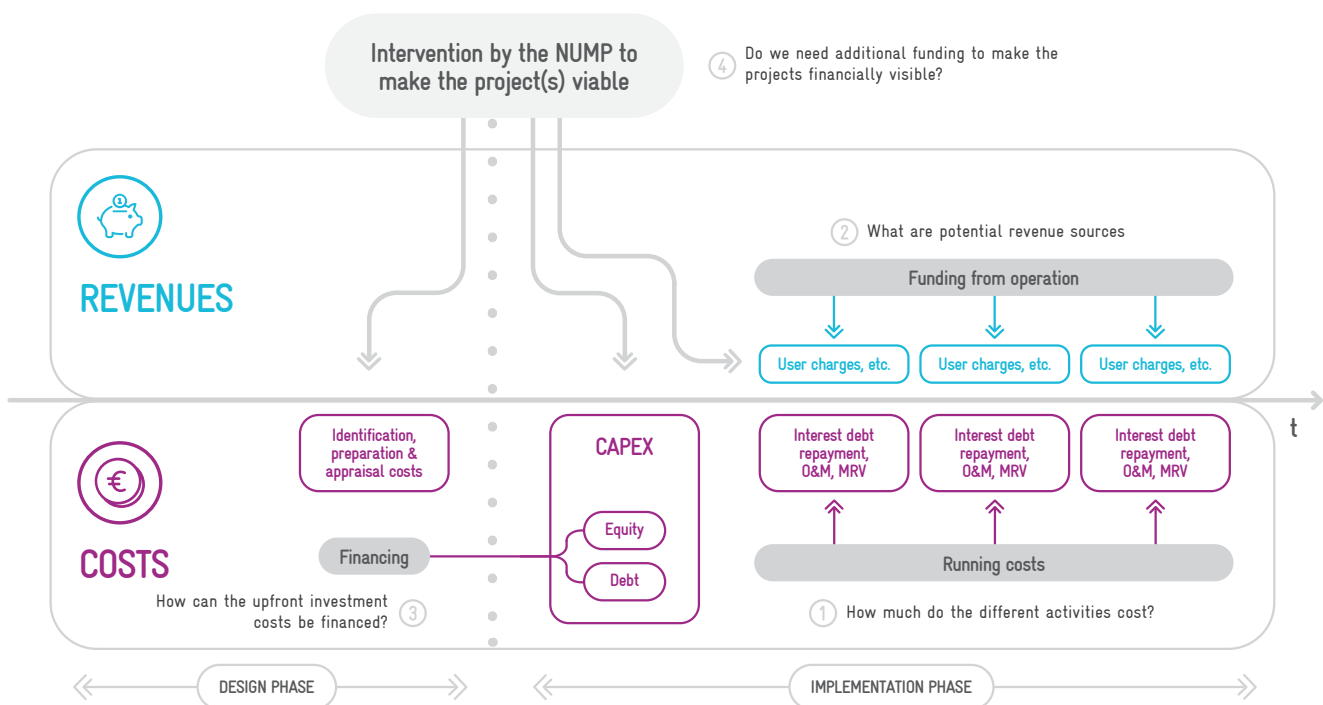 Intervention by the NUMP to
make the project(s) viable
4
Do we need additional funding to make the
projects financially visible?
1
REVENUES
2
What are potential revenue sources
Funding from operation
User charges, etc.
User charges, etc.
User charges, etc.
t
€
COSTS
Identification,
preparation &
appraisal costs
Financing
How can the upfront investment
costs be financed?
3
CAPEX
Equity
Debt
Interest debt
repayment,
O&M, MRV
Interest debt
repayment,
O&M, MRV
Interest debt
repayment,
O&M, MRV
Running costs
1
How much do the different activities cost?
DESIGN PHASE
IMPLEMENTATION PHASE